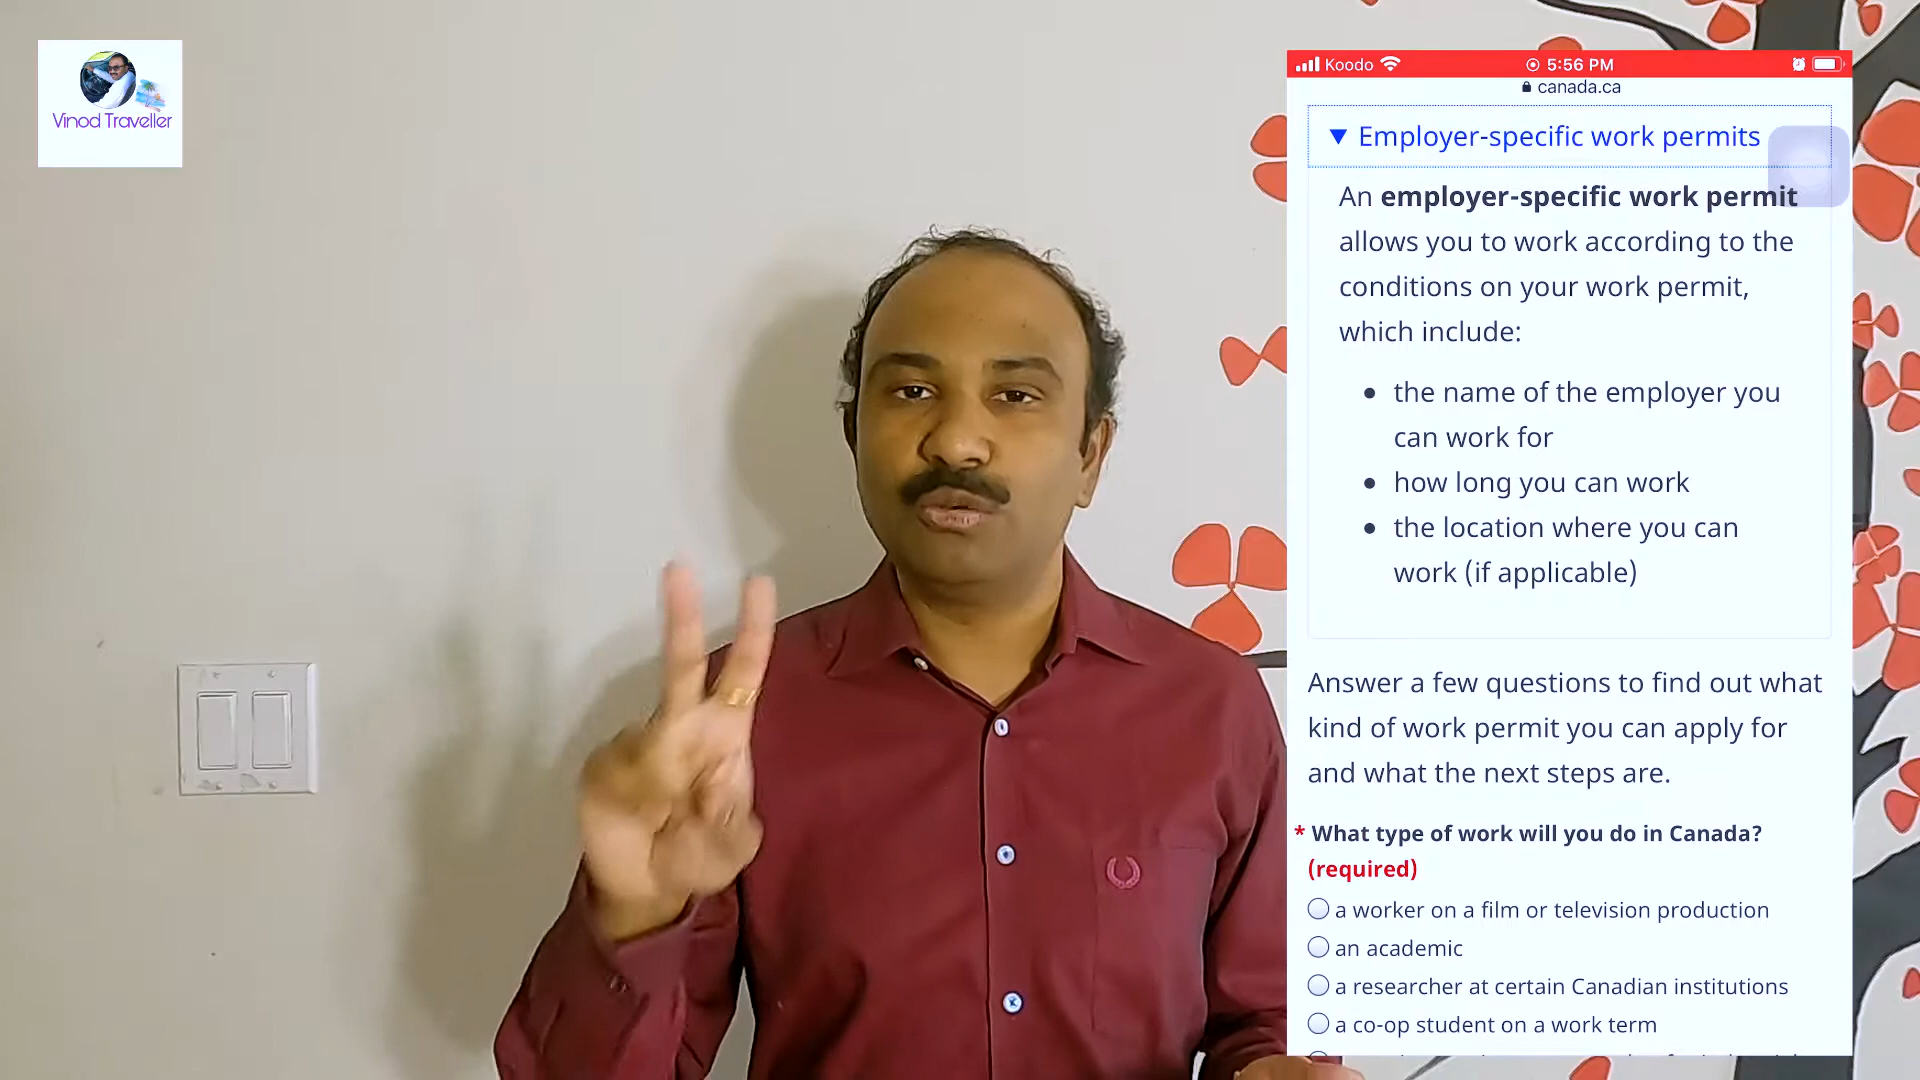 Vinod Traveller
Koodo
5:56 PM
canada.ca
▼ Employer-specific work permits
An employer-specific work permit
allows you to work according to the
conditions on your work permit,
which include:
• the name of the employer you
can work for
• how long you can work
• the location where you can
work (if applicable)
Answer a few questions to find out what
kind of work permit you can apply for
and what the next steps are.
* What type of work will you do in Canada?
(required)
a worker on a film or television production
an academic
a researcher at certain Canadian institutions
a co-op student on a work term